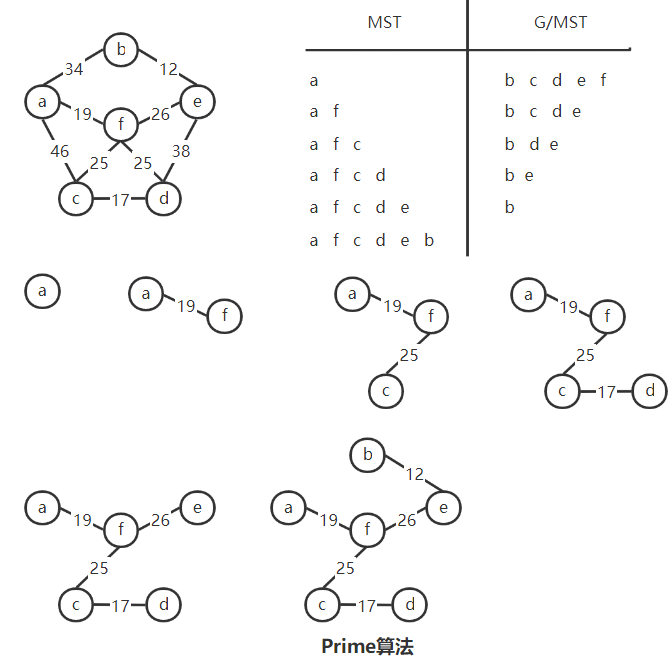 MST G/MST
b
34 12
a e
19 f 26
46 25 25 38
c 17 d
a b c d e f
a f b c d e
a f c b d e
a f c d b e
a f c d e b
a f c d e b
a a 19 f
a 19 f 25 c
a 19 f 25 c 17 d
a 19 f 26 e
25
c 17 d
b
12
a 19 f 26 e
25
c 17 d
Prime算法